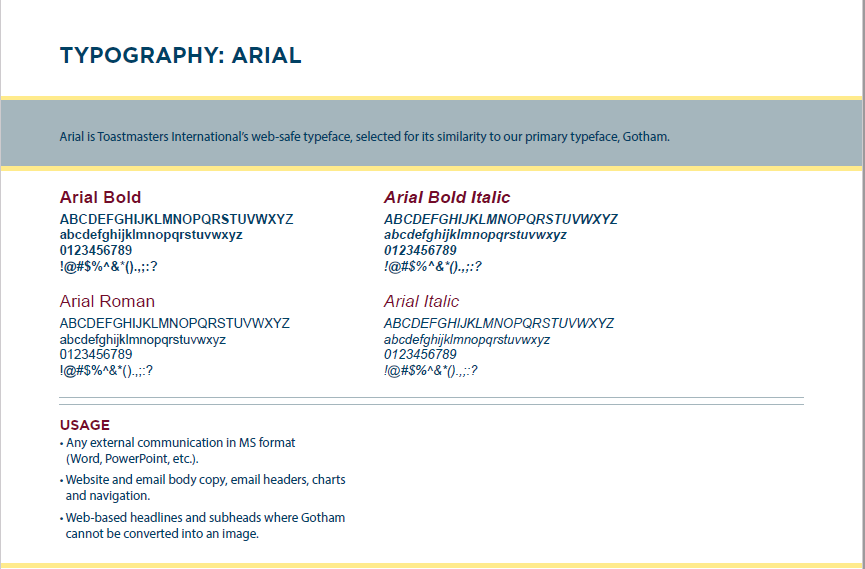 TYPOGRAPHY: ARIAL
Arial is Toastmasters International's web-safe typeface, selected for its similarity to our primary typeface, Gotham.
Arial Bold
ABCDEFGHIJKLMNOPQRSTUVWXYZ
abcdefghijklmnopqrstuvwxyz
0123456789
!@#$%^&*().,;:?
Arial Bold Italic
ABCDEFGHIJKLMNOPQRSTUVWXYZ
abcdefghijklmnopqrstuvwxyz
0123456789
!@#$%^&*().,;:?
Arial Roman
ABCDEFGHIJKLMNOPQRSTUVWXYZ
abcdefghijklmnopqrstuvwxyz
0123456789
!@#$%^&*().,;:?
Arial Italic
ABCDEFGHIJKLMNOPQRSTUVWXYZ
abcdefghijklmnopqrstuvwxyz
0123456789
!@#$%^&*().,;:?
USAGE
• Any external communication in MS format
(Word, PowerPoint, etc.).
• Website and email body copy, email headers, charts
and navigation.
• Web-based headlines and subheads where Gotham
cannot be converted into an image.